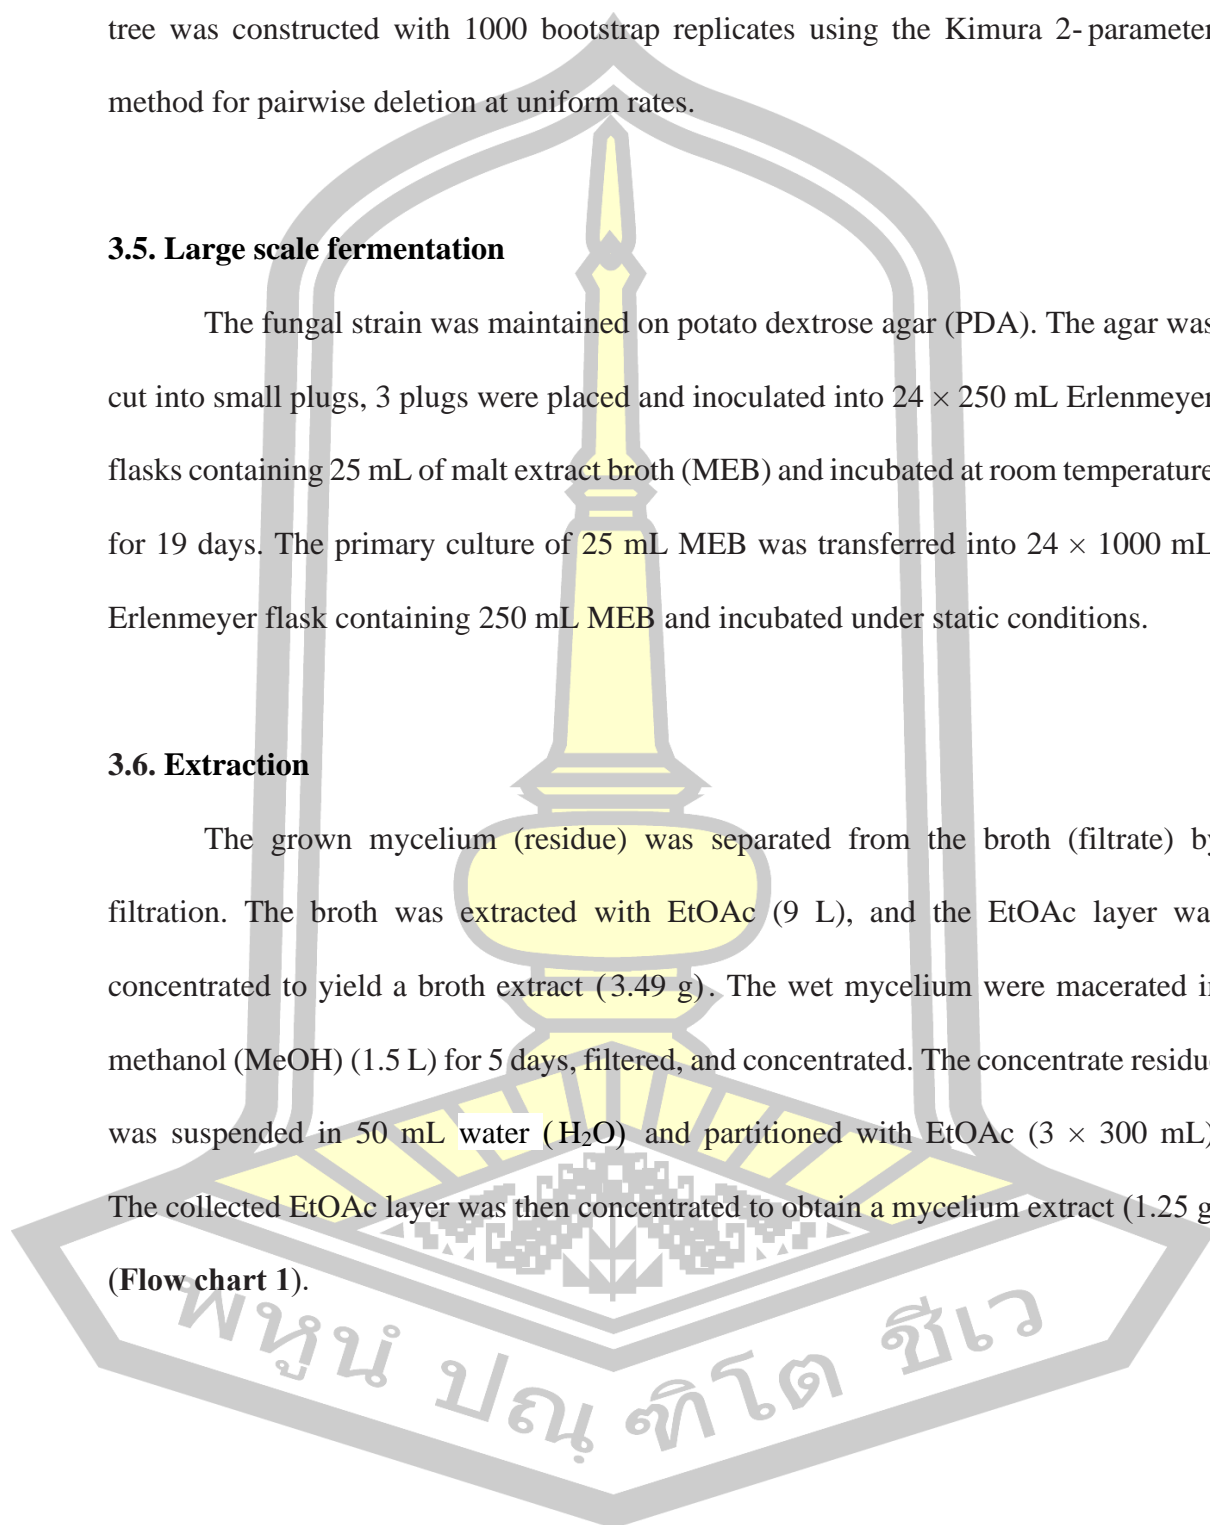 tree was constructed with 1000 bootstrap replicates using the Kimura 2-parameter
method for pairwise deletion at uniform rates.
3.5. Large scale fermentation
The fungal strain was maintained on potato dextrose agar (PDA). The agar was
cut into small plugs, 3 plugs were placed and inoculated into 24 × 250 mL Erlenmeyer
flasks containing 25 mL of malt extract broth (MEB) and incubated at room temperature
for 19 days. The primary culture of 25 mL MEB was transferred into 24 × 1000 mL
Erlenmeyer flask containing 250 mL MEB and incubated under static conditions.
3.6. Extraction
The grown mycelium (residue) was separated from the broth (filtrate) by
filtration. The broth was extracted with EtOAc (9 L), and the EtOAc layer wa
concentrated to yield a broth extract (3.49 g). The wet mycelium were macerated in
methanol (MeOH) (1.5 L) for 5 days, filtered, and concentrated. The concentrate residu
was suspended in 50 mL water (H₂O) and partitioned with EtOAc (3 × 300 mL)
The collected EtOAc layer was then concentrated to obtain a mycelium extract (1.25 g
(Flow chart 1).
พหูนํ ปณฺฑิโต ชีเว